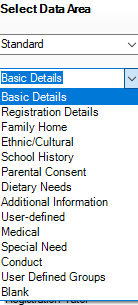 Select Data Area
Standard
Basic Details
Basic Details
Registration Details
Family Home
Ethnic/Cultural
School History
Parental Consent
Dietary Needs
Additional Information
User-defined
Medical
Special Need
Conduct
User Defined Groups
Blank